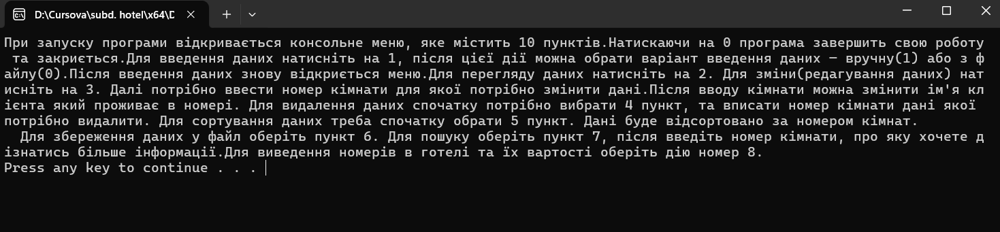 D:\Cursova\subd. hotel\x64\D
При запуску програми відкривається консольне меню, яке містить 10 пунктів.Натискаючи на 0 програма завершить свою роботу
 та закриється.Для введення даних натисніть на 1, після цієї дії можна обрати варіант введення даних — вручну(1) або з ф
айлу(0).Після введення даних знову відкриється меню.Для перегляду даних натисніть на 2. Для зміни(редагування даних) нат
исніть на 3. Далі потрібно ввести номер кімнати для якої потрібно змінити дані.Після вводу кімнати можна змінити ім'я кл
ієнта який проживає в номері. Для видалення даних спочатку потрібно вибрати 4 пункт, та вписати номер кімнати дані якої
потрібно видалити. Для сортування даних треба спочатку обрати 5 пункт. Дані буде відсортовано за номером кімнат.
  Для збереження даних у файл оберіть пункт 6. Для пошуку оберіть пункт 7, після введіть номер кімнати, про яку хочете д
ізнатись більше інформації.Для виведення номерів в готелі та їх вартості оберіть дію номер 8.
Press any key to continue . . .